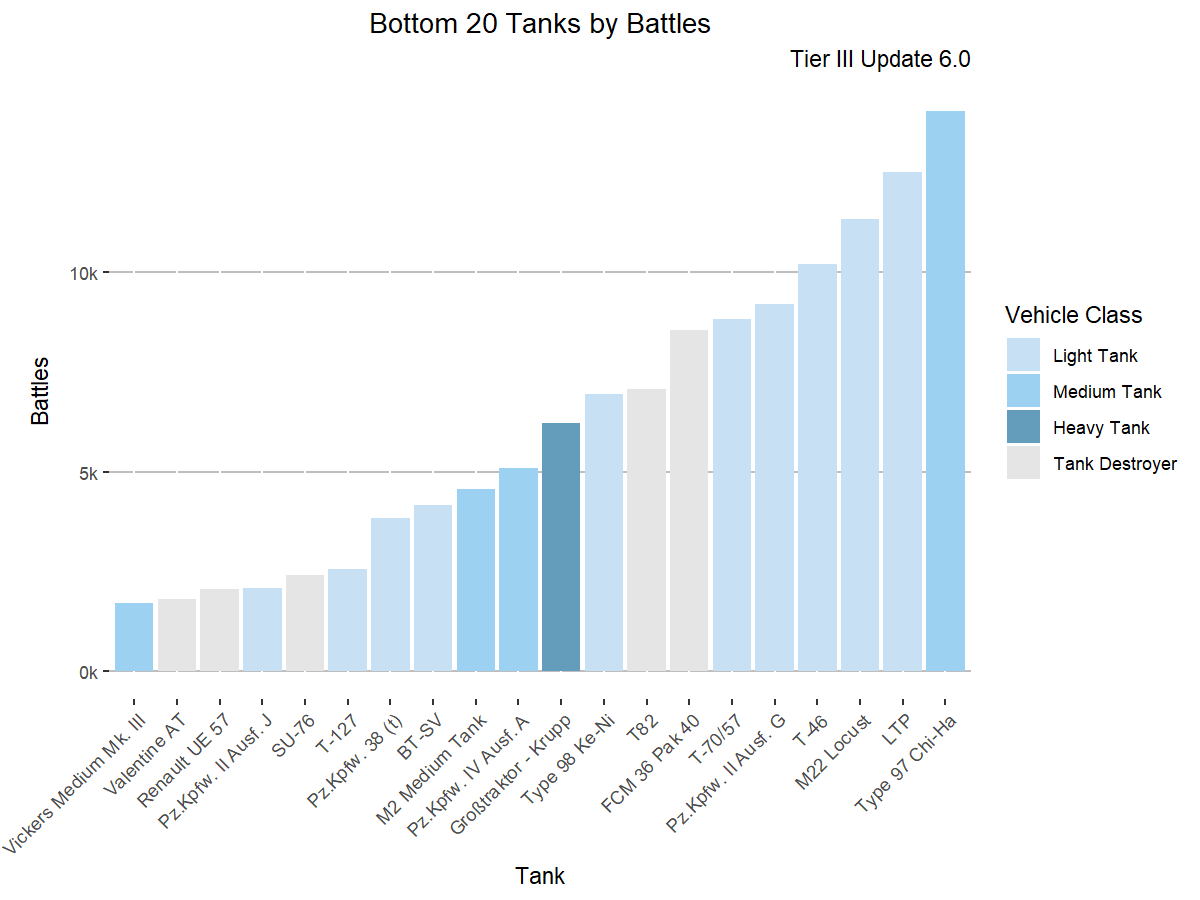 Bottom 20 Tanks by Battles
Tier III Update 6.0
Battles
10k
5k
0k
Vickers Medium Mk. III
Valentine AT
Renault UE 57
Pz.Kpfw. II Ausf. J
SU-76
T-127
Pz.Kpfw. 38 (t)
BT-SV
M2 Medium Tank
Pz.Kpfw. IV Ausf. A
Großtraktor - Krupp
Type 98 Ke-Ni
T82
FCM 36 Pak 40
T-70/57
Pz.Kpfw. II Ausf. G
T-46
M22 Locust
LTP
Type 97 Chi-Ha
Tank
Vehicle Class
Light Tank
Medium Tank
Heavy Tank
Tank Destroyer